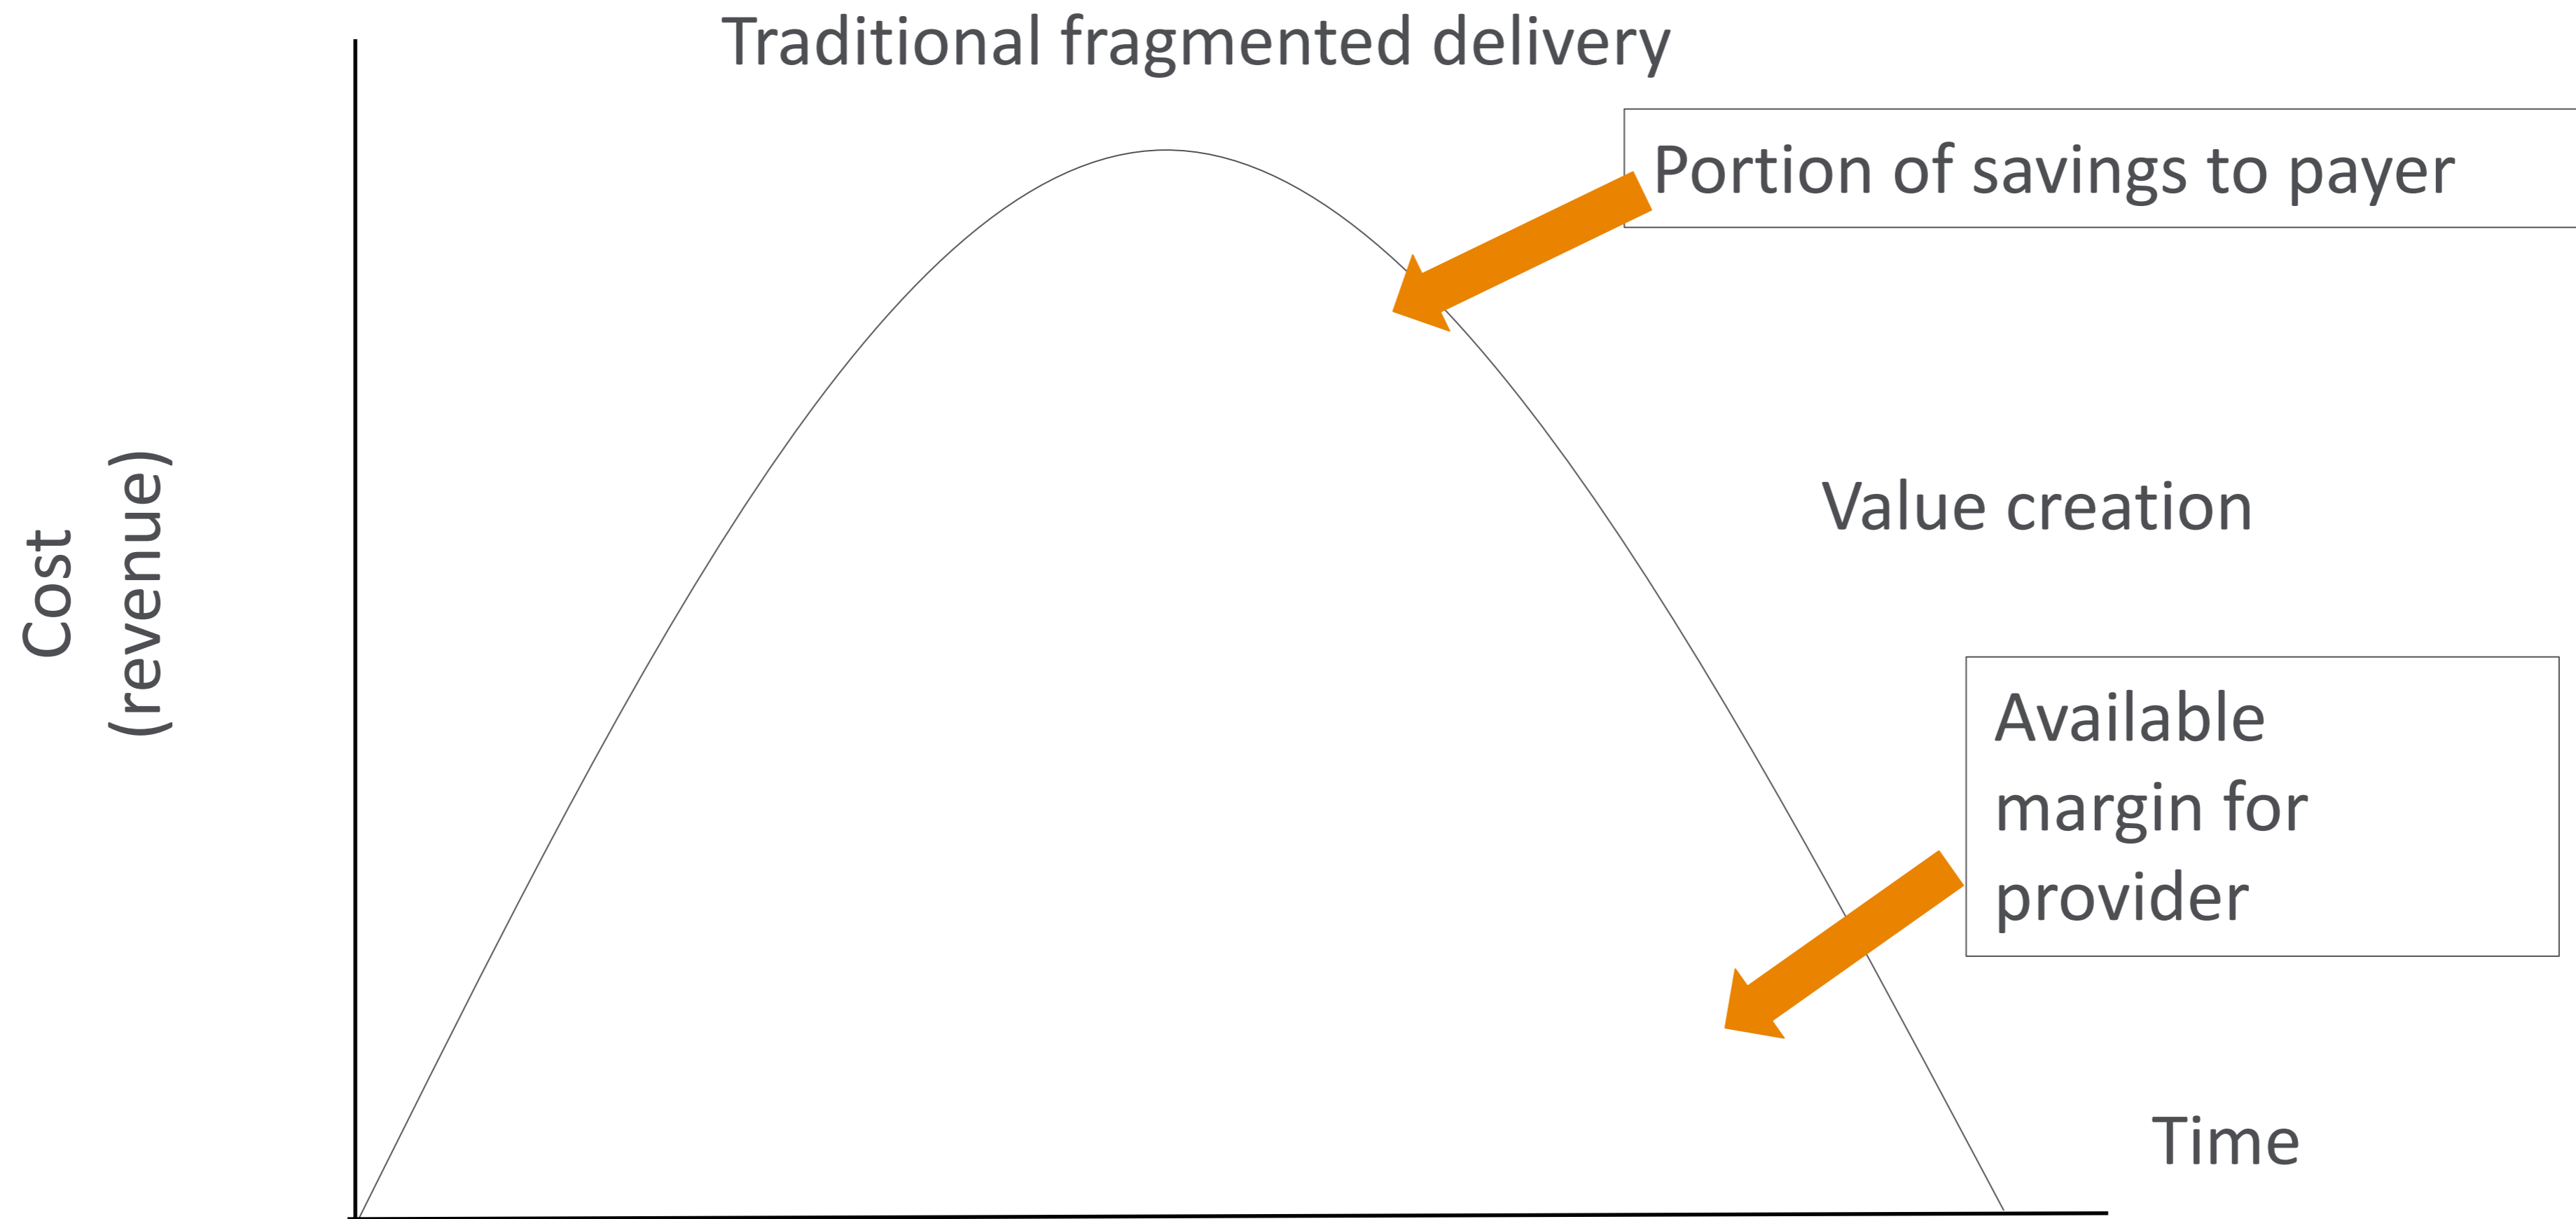 Traditional fragmented delivery
Portion of savings to payer
Cost
(revenue)
Value creation
Available
margin for
provider
Time